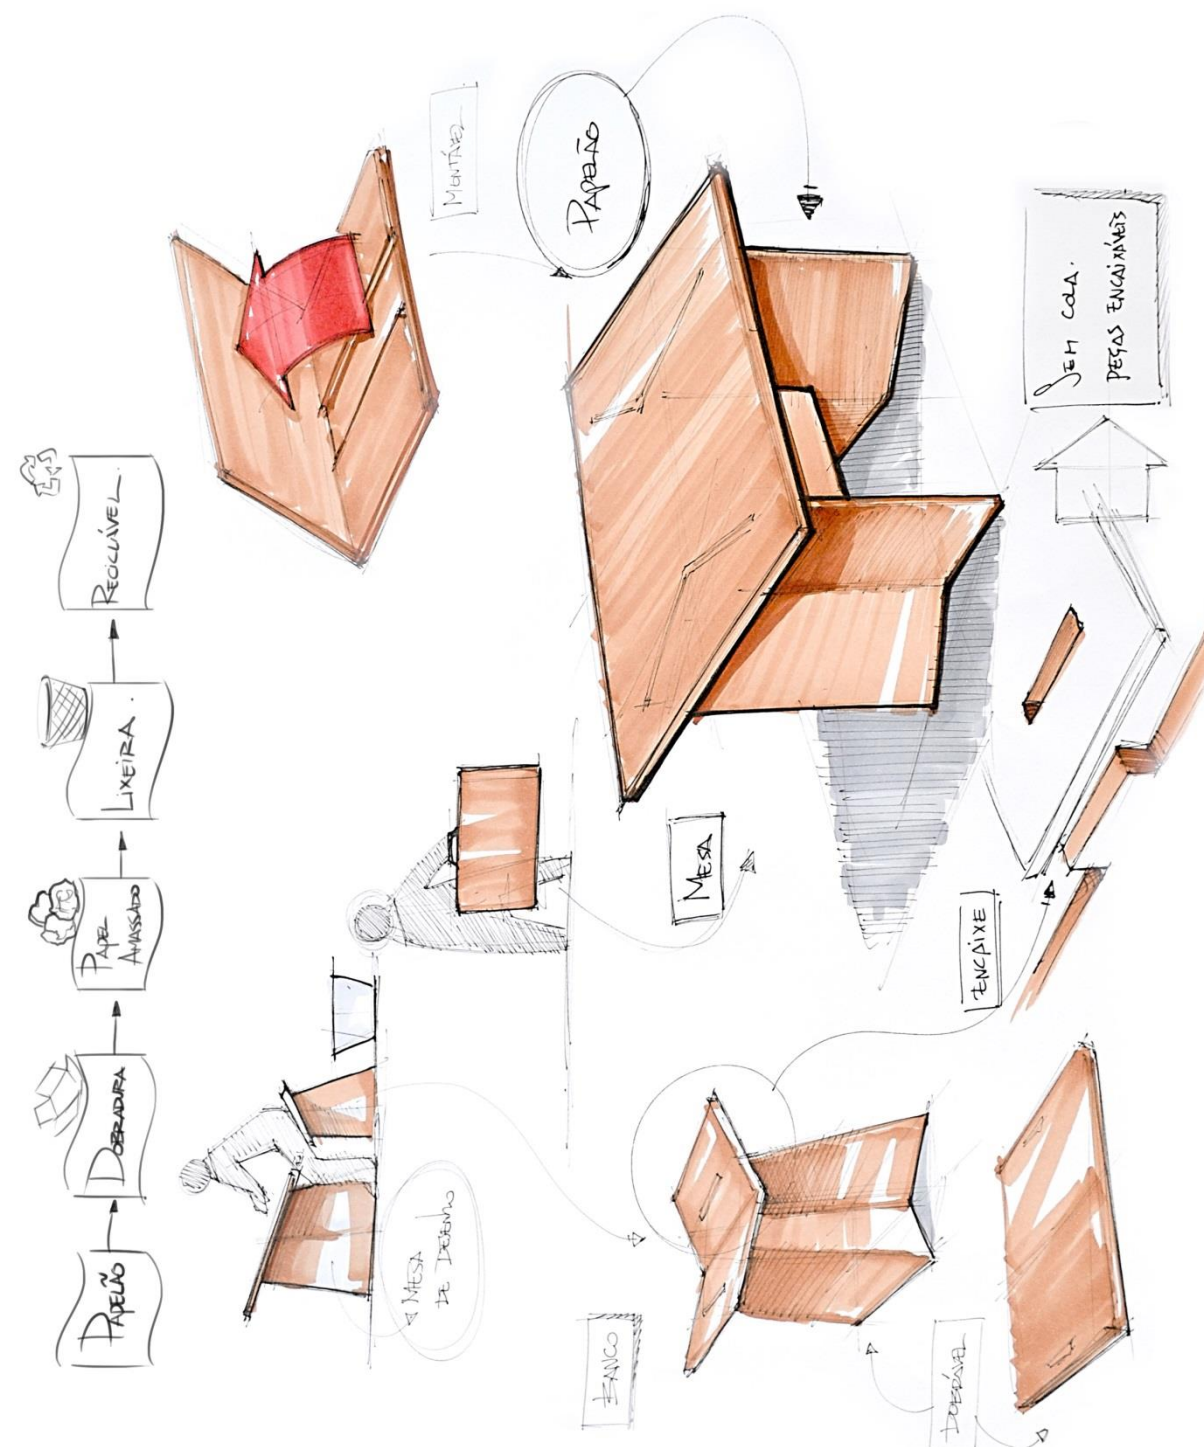 Papelão
Dobradura
Papel
Amassado
Lixeira.
Reciclável.
Mesa
de desenho
Montável
Papelão
Mesa
Sem cola.
peças encaixáveis
Banco
Encaixe
Dobrável